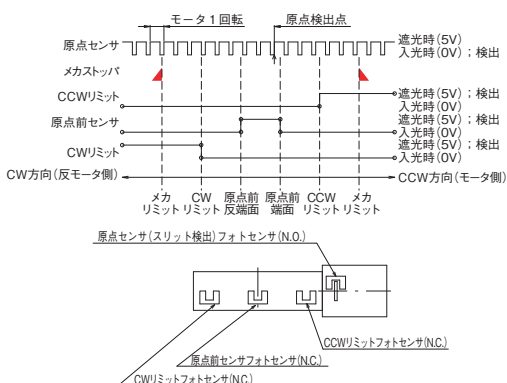 モータ1回転
原点検出点
原点センサ
遮光時(5V)
入光時(0V);検出
メカストッパ
CCWリミット
遮光時(5V);検出
入光時(0V)
原点前センサ
遮光時(5V);検出
入光時(0V)
CWリミット
遮光時(5V);検出
入光時(0V)
CW方向(反モータ側)
CCW方向(モータ側)
メカ
リミット
CW
リミット
原点前
反端面
原点前
端面
CCW
リミット
メカ
リミット
原点センサ(スリット検出)フォトセンサ(N.O.)
CCWリミットフォトセンサ(N.C.)
原点前センサフォトセンサ(N.C.)
CWリミットフォトセンサ(N.C.)